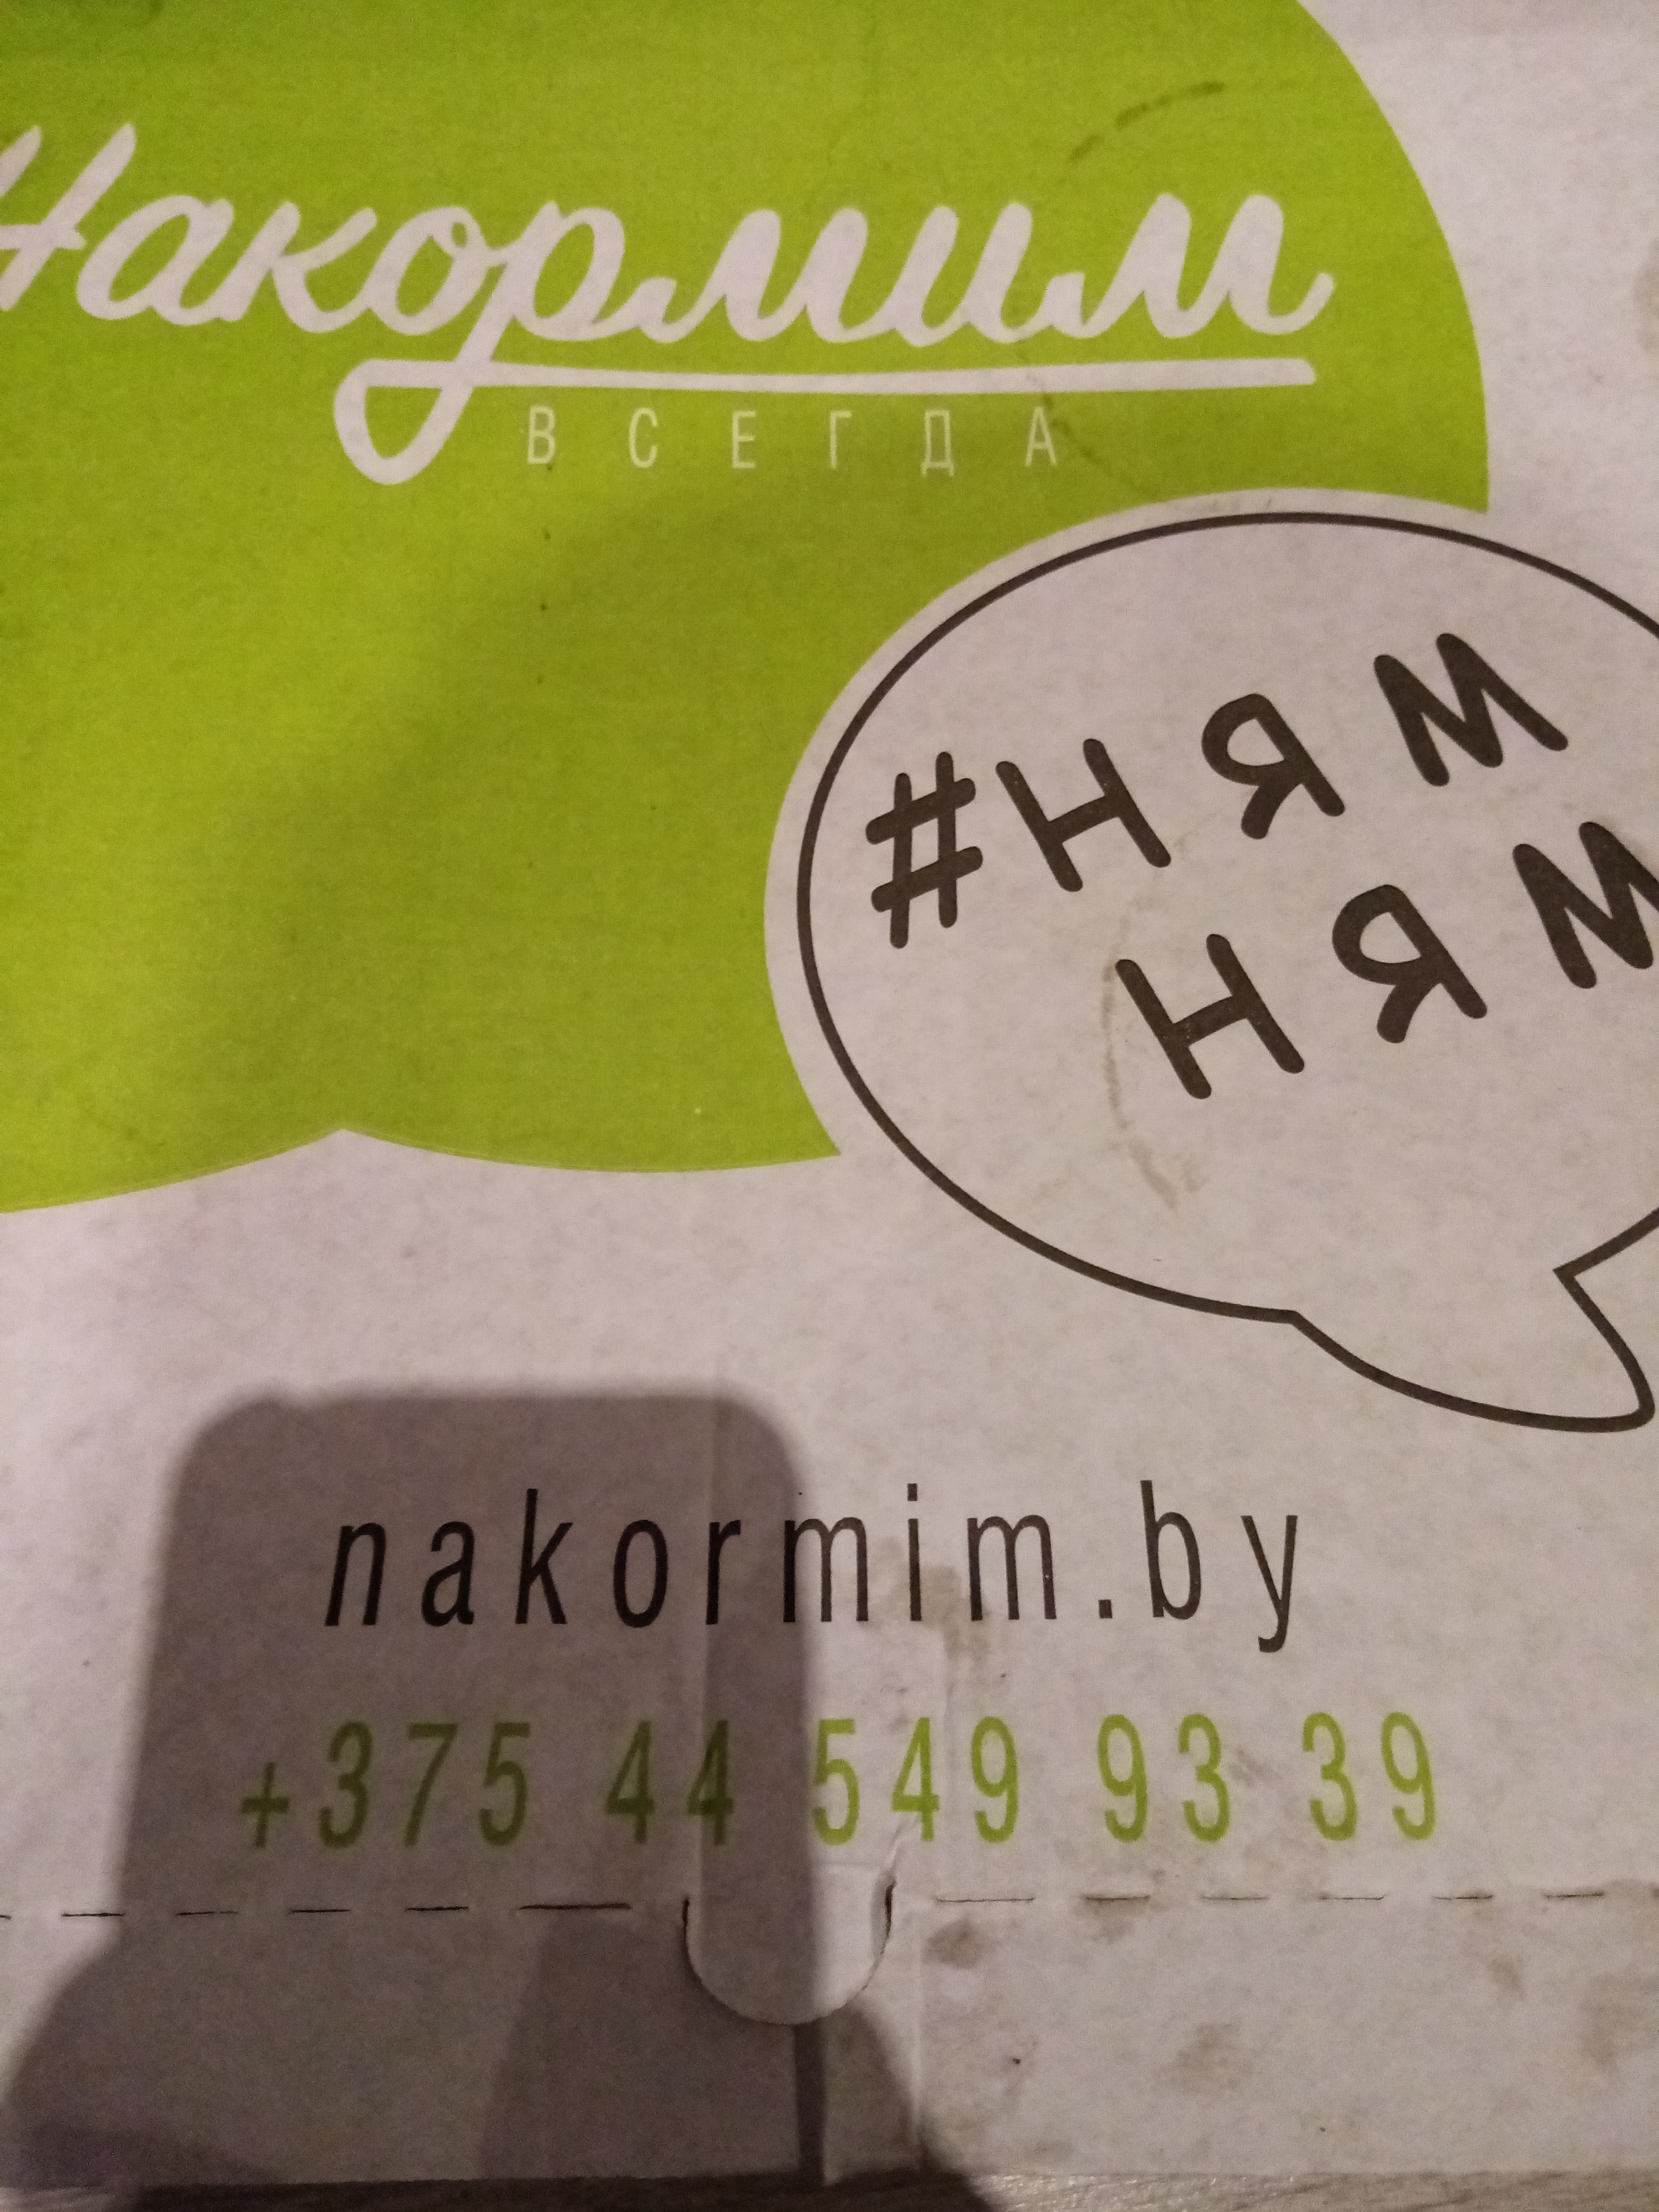 Накормим
ВСЕГДА
#НЯМ
НЯМ
nakormim.by
+375 44 549 93 39